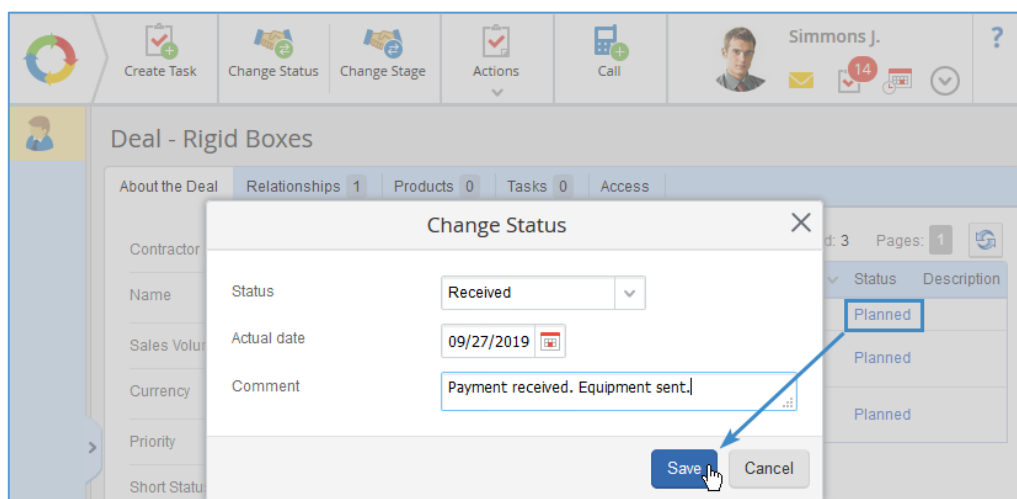 Simmons J.
?
Create Task
Change Status
Change Stage
Actions
Call
14
Deal - Rigid Boxes
About the Deal Relationships 1 Products 0 Tasks 0 Access
Change Status
Contractor
d: 3 Pages: 1
Name
Status Received
Status Description
Planned
Sales Volu
Actual date 09/27/2019
Planned
Currency
Comment Payment received. Equipment sent.
Planned
Priority
Save Cancel
Short Statu